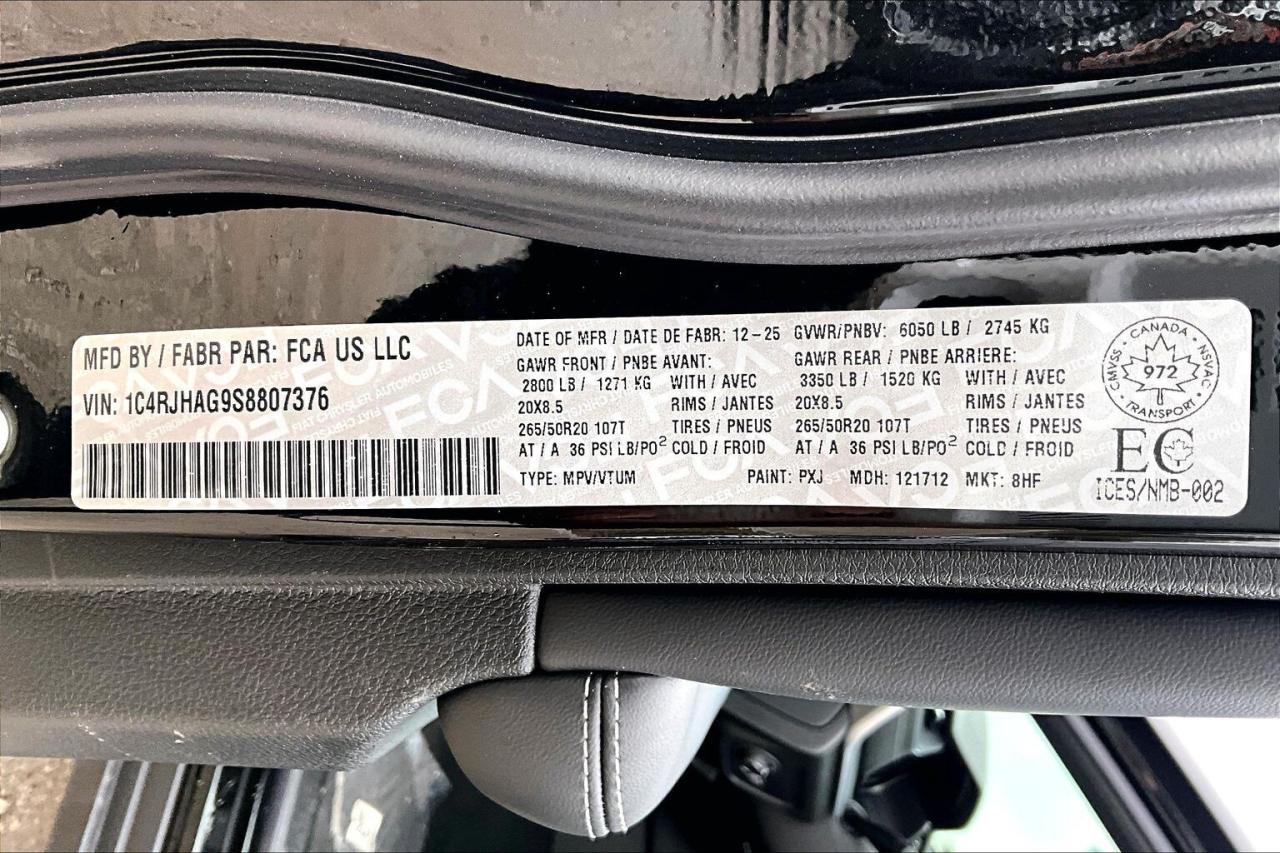 MFD BY / FABR PAR: FCA US LLC
VIN: 1C4RJHAG9S8807376
DATE OF MFR / DATE DE FABR: 12-25 GVWR/PNBV: 6050 LB / 2745 KG
GAWR FRONT / PNBE AVANT: GAWR REAR / PNBE ARRIERE:
2800 LB / 1271 KG WITH / AVEC 3350 LB / 1520 KG WITH / AVEC
20X8.5 RIMS / JANTES 20X8.5 RIMS / JANTES
265/50R20 107T TIRES / PNEUS 265/50R20 107T TIRES / PNEUS
AT / A 36 PSI LB/PO² COLD / FROID AT / A 36 PSI LB/PO² COLD / FROID
TYPE: MPV/VTUM PAINT: PXJ MDH: 121712 MKT: 8HF
CANADA
CMVSS 972 NSVAC
TRANSPORT
EC
ICES/NMB-002